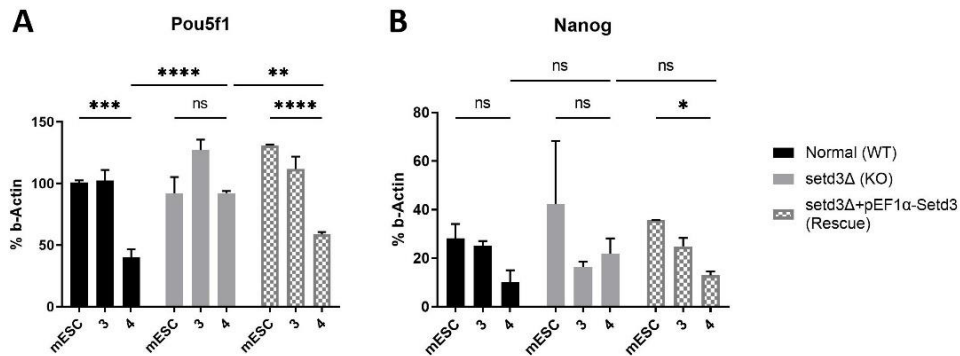 A
Pou5f1
**** **
*** ns ****
150
100
50
0
% b-Actin
mESC 3 4 mESC 3 4 mESC 3 4
B
Nanog
ns ns
ns ns *
80
60
40
20
0
% b-Actin
mESC 3 4 mESC 3 4 mESC 3 4
Normal (WT)
setd3Δ (KO)
setd3Δ+pEF1α-Setd3
(Rescue)